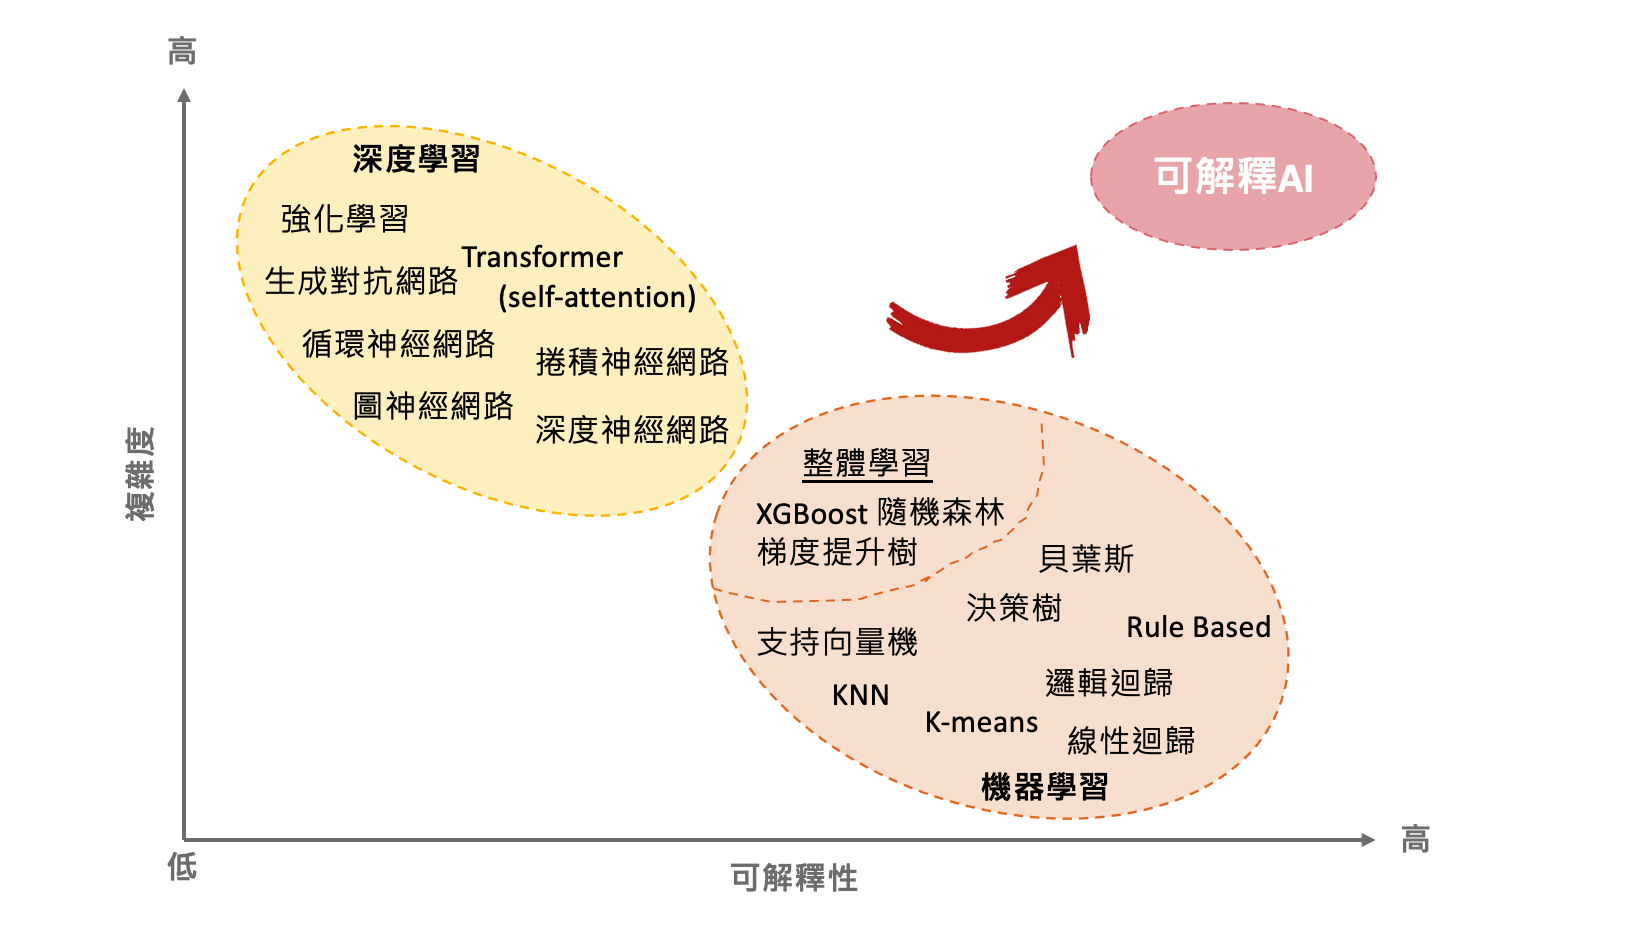 高
深度學習
強化學習
Transformer
(self-attention)
生成對抗網路
循環神經網路
捲積神經網路
圖神經網路
深度神經網路
可解釋AI
複雜度
整體學習
XGBoost 隨機森林
梯度提升樹
貝葉斯
決策樹
Rule Based
支持向量機
邏輯迴歸
KNN
K-means
線性迴歸
機器學習
低
可解釋性
高